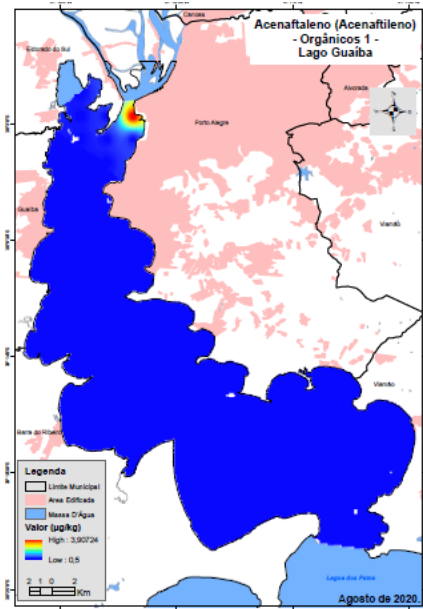 Acenaftaleno (Acenaftileno)
- Orgânicos 1 -
Lago Guaíba
Canoas
Eldorado do Sul
Alvorada
Porto Alegre
Guaíba
Viamão
Viamão
Barra do Ribeiro
Legenda
Limite Municipal
Área Edificada
Massa D'Água
Valor (µg/kg)
High : 3,90724
Low : 0,5
2 1 0 2
Km
Lagoa dos Patos
Agosto de 2020.